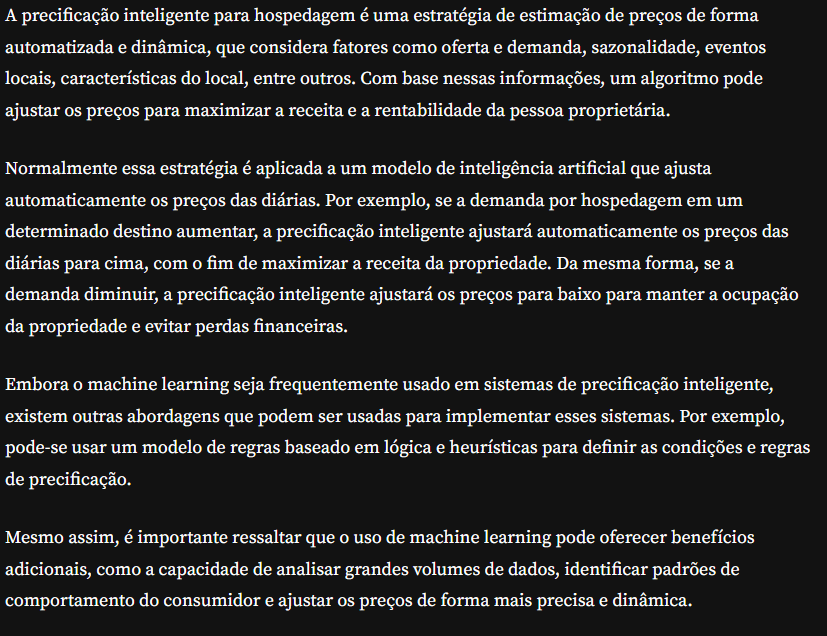 A precificação inteligente para hospedagem é uma estratégia de estimação de preços de forma
automatizada e dinâmica, que considera fatores como oferta e demanda, sazonalidade, eventos
locais, características do local, entre outros. Com base nessas informações, um algoritmo pode
ajustar os preços para maximizar a receita e a rentabilidade da pessoa proprietária.
Normalmente essa estratégia é aplicada a um modelo de inteligência artificial que ajusta
automaticamente os preços das diárias. Por exemplo, se a demanda por hospedagem em um
determinado destino aumentar, a precificação inteligente ajustará automaticamente os preços das
diárias para cima, com o fim de maximizar a receita da propriedade. Da mesma forma, se a
demanda diminuir, a precificação inteligente ajustará os preços para baixo para manter a ocupação
da propriedade e evitar perdas financeiras.
Embora o machine learning seja frequentemente usado em sistemas de precificação inteligente,
existem outras abordagens que podem ser usadas para implementar esses sistemas. Por exemplo,
pode-se usar um modelo de regras baseado em lógica e heurísticas para definir as condições e regras
de precificação.
Mesmo assim, é importante ressaltar que o uso de machine learning pode oferecer benefícios
adicionais, como a capacidade de analisar grandes volumes de dados, identificar padrões de
comportamento do consumidor e ajustar os preços de forma mais precisa e dinâmica.